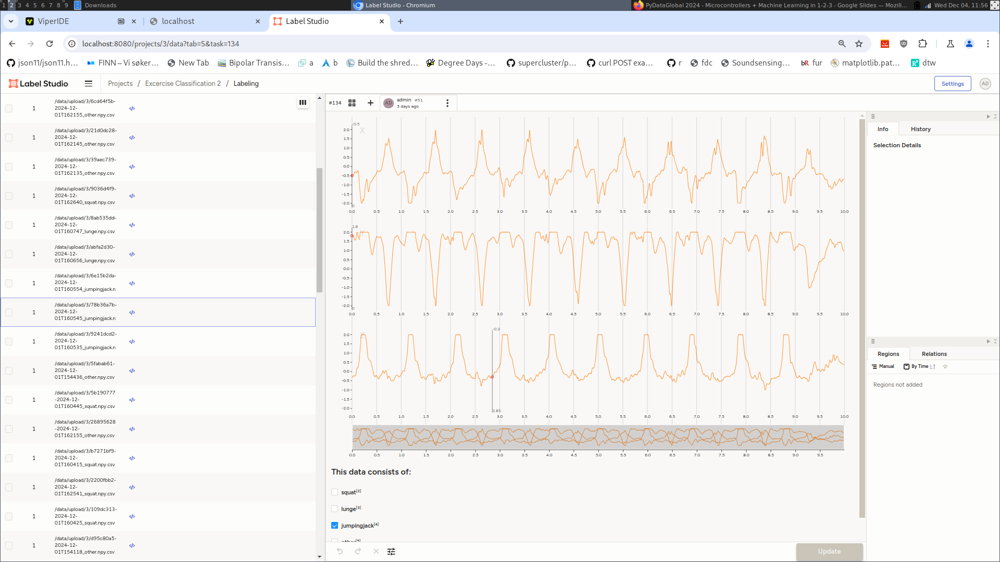 1 2 3 4 5 6 7 8 9 Downloads
Label Studio - Chromium
PyDataGlobal 2024 - Microcontrollers + Machine Learning in 1-2-3 - Google Slides — Mozill...
Wed Dec 04, 11:56
ViperIDE
localhost
Label Studio
localhost:8080/projects/3/data?tab=5&task=134
json11/json11.h...
FINN – Vi søker...
New Tab
Bipolar Transis...
a
b
Build the shred...
Degree Days -...
supercluster/p...
curl POST exa...
r
fdc
Soundsensing...
bR fur
matplotlib.pat...
dtw
Label Studio
Projects / Excercise Classification 2 / Labeling
Settings
AD
1
/data/upload/3/6cd64f5b-
2024-12-
01T162155_other.npy.csv
1
/data/upload/3/21d0dc28-
2024-12-
01T162145_other.npy.csv
1
/data/upload/3/39aec739-
2024-12-
01T162135_other.npy.csv
1
/data/upload/3/9036d4f9-
2024-12-
01T162640_squat.npy.csv
1
/data/upload/3/8ab535dd-
2024-12-
01T160747_lunge.npy.csv
1
/data/upload/3/abfa2d30-
2024-12-
01T160656_lunge.npy.csv
1
/data/upload/3/6e15b2da-
2024-12-
01T160554_jumpingjack.n
1
/data/upload/3/78b36a7b-
2024-12-
01T160545_jumpingjack.n
1
/data/upload/3/9241dcd2-
2024-12-
01T160535_jumpingjack.n
1
/data/upload/3/5fabab61-
2024-12-
01T154436_other.npy.csv
1
/data/upload/3/5b190777
-2024-12-
01T160445_squat.npy.csv
1
/data/upload/3/26895628
-2024-12-
01T162155_other.npy.csv
1
/data/upload/3/b7271bf9-
2024-12-
01T160415_squat.npy.csv
1
/data/upload/3/2200fbb2-
2024-12-
01T162541_squat.npy.csv
1
/data/upload/3/109dc313-
2024-12-
01T160425_squat.npy.csv
1
/data/upload/3/d95c80a5-
2024-12-
01T154118_other.npy.csv
#134
AD
admin #51
3 days ago
-0.5
X
2.0
1.5
1.0
0.5
0.0
-0.5
-1.0
-1.5
-2.0
0
0.0 0.5 1.0 1.5 2.0 2.5 3.0 3.5 4.0 4.5 5.0 5.5 6.0 6.5 7.0 7.5 8.0 8.5 9.0 9.5 10.0
1.8
Y
2.0
1.5
1.0
0.5
0.0
-0.5
-1.0
-1.5
-2.0
0
0.0 0.5 1.0 1.5 2.0 2.5 3.0 3.5 4.0 4.5 5.0 5.5 6.0 6.5 7.0 7.5 8.0 8.5 9.0 9.5 10.0
-0.3
Z
2.0
1.5
1.0
0.5
0.0
-0.5
-1.0
-1.5
-2.0
2.85
0.0 0.5 1.0 1.5 2.0 2.5 3.0 3.5 4.0 4.5 5.0 5.5 6.0 6.5 7.0 7.5 8.0 8.5 9.0 9.5 10.0
0.0 0.5 1.0 1.5 2.0 2.5 3.0 3.5 4.0 4.5 5.0 5.5 6.0 6.5 7.0 7.5 8.0 8.5 9.0 9.5
This data consists of:
squat[2]
lunge[3]
jumpingjack[4]
other[5]
Update
Info
History
Selection Details
Regions
Relations
Manual
By Time
Regions not added